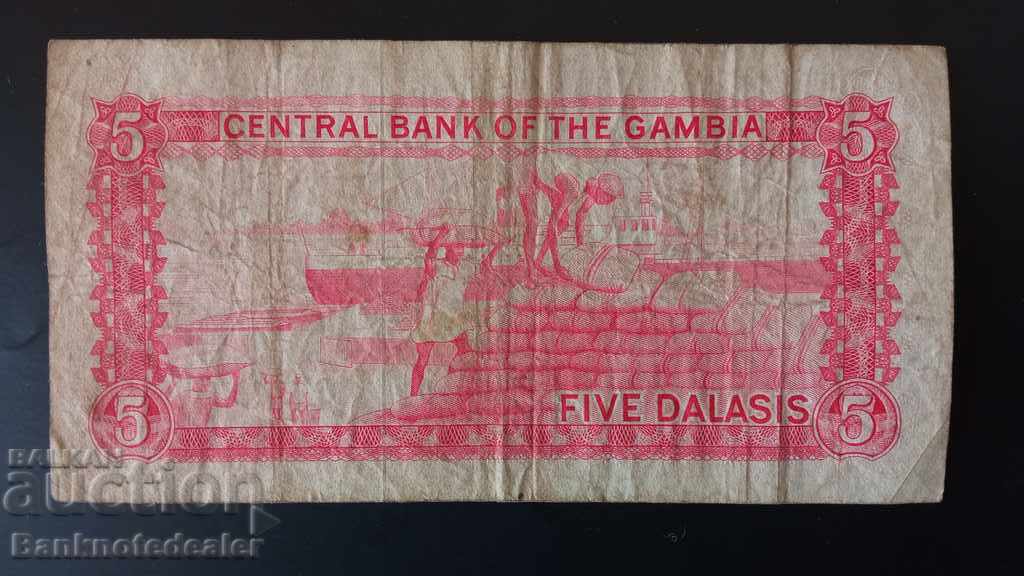 5 CENTRAL BANK OF THE GAMBIA 5
5 FIVE DALASIS 5
BALKAN
auction
Banknotedealer